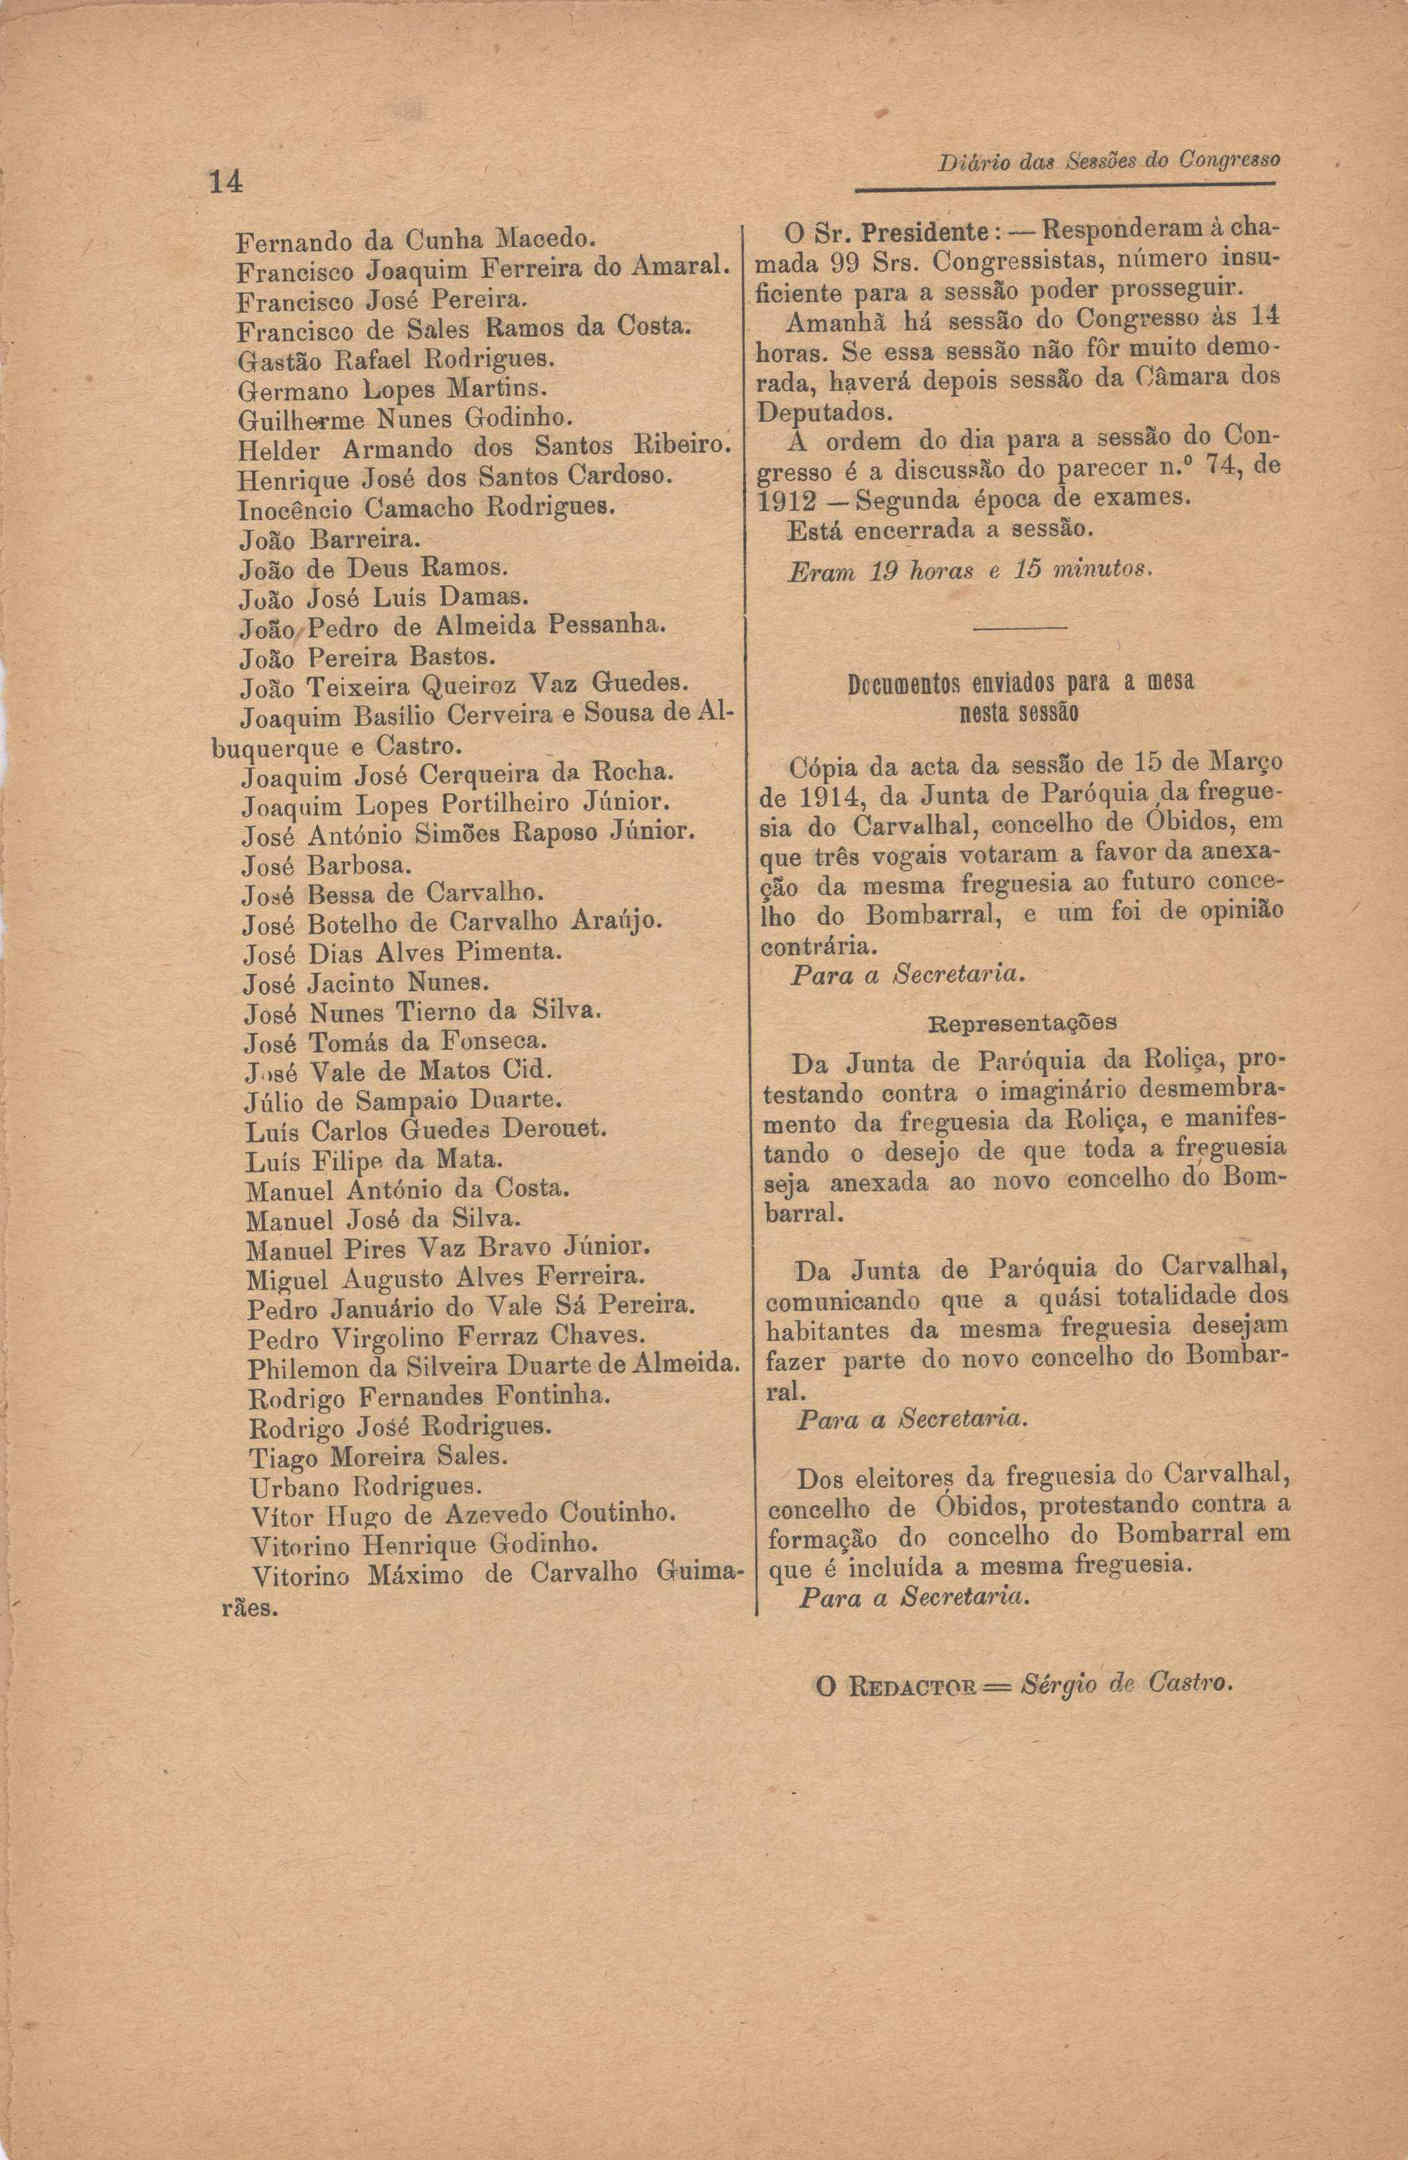 14
Diário das Sessões do Congresso
Fernando da Cunha Macedo.
Francisco Joaquim Ferreira do Amaral.
Francisco José Pereira.
Francisco de Sales Ramos da Costa.
Gastão Rafael Rodrigues.
Germano Lopes Martins.
Guilherme Nunes Godinho.
Helder Armando dos Santos Ribeiro.
Henrique José dos Santos Cardoso.
Inocêncio Camacho Rodrigues.
João Barreira.
João de Deus Ramos.
João José Luís Damas.
João Pedro de Almeida Pessanha.
João Pereira Bastos.
João Teixeira Queiroz Vaz Guedes.
Joaquim Basílio Cerveira e Sousa de Al-
buquerque e Castro.
Joaquim José Cerqueira da Rocha.
Joaquim Lopes Portilheiro Júnior.
José António Simões Raposo Júnior.
José Barbosa.
José Bessa de Carvalho.
José Botelho de Carvalho Araújo.
José Dias Alves Pimenta.
José Jacinto Nunes.
José Nunes Tierno da Silva.
José Tomás da Fonseca.
José Vale de Matos Cid.
Júlio de Sampaio Duarte.
Luís Carlos Guedes Derouet.
Luís Filipe da Mata.
Manuel António da Costa.
Manuel José da Silva.
Manuel Pires Vaz Bravo Júnior.
Miguel Augusto Alves Ferreira.
Pedro Januário do Vale Sá Pereira.
Pedro Virgolino Ferraz Chaves.
Philemon da Silveira Duarte de Almeida.
Rodrigo Fernandes Fontinha.
Rodrigo José Rodrigues.
Tiago Moreira Sales.
Urbano Rodrigues.
Vítor Hugo de Azevedo Coutinho.
Vitorino Henrique Godinho.
Vitorino Máximo de Carvalho Guima-
rães.
O Sr. Presidente: — Responderam à cha-
mada 99 Srs. Congressistas, número insu-
ficiente para a sessão poder prosseguir.
Amanhã há sessão do Congresso às 14
horas. Se essa sessão não fôr muito demo-
rada, haverá depois sessão da Câmara dos
Deputados.
A ordem do dia para a sessão do Con-
gresso é a discussão do parecer n.º 74, de
1912 — Segunda época de exames.
Está encerrada a sessão.
Eram 19 horas e 15 minutos.
Documentos enviados para a mesa
nesta sessão
Cópia da acta da sessão de 15 de Março
de 1914, da Junta de Paróquia da fregue-
sia do Carvalhal, concelho de Óbidos, em
que três vogais votaram a favor da anexa-
ção da mesma freguesia ao futuro conce-
lho do Bombarral, e um foi de opinião
contrária.
Para a Secretaria.
Representações
Da Junta de Paróquia da Roliça, pro-
testando contra o imaginário desmembra-
mento da freguesia da Roliça, e manifes-
tando o desejo de que toda a freguesia
seja anexada ao novo concelho do Bom-
barral.
Da Junta de Paróquia do Carvalhal,
comunicando que a quási totalidade dos
habitantes da mesma freguesia desejam
fazer parte do novo concelho do Bombar-
ral.
Para a Secretaria.
Dos eleitores da freguesia do Carvalhal,
concelho de Óbidos, protestando contra a
formação do concelho do Bombarral em
que é incluída a mesma freguesia.
Para a Secretaria.
O REDACTOR = Sérgio de Castro.